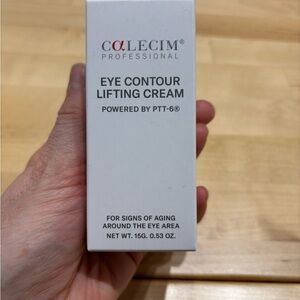 CαLECIM®
PROFESSIONAL
EYE CONTOUR
LIFTING CREAM
POWERED BY PTT-6®
FOR SIGNS OF AGING
AROUND THE EYE AREA
NET WT. 15G. 0.53 OZ.